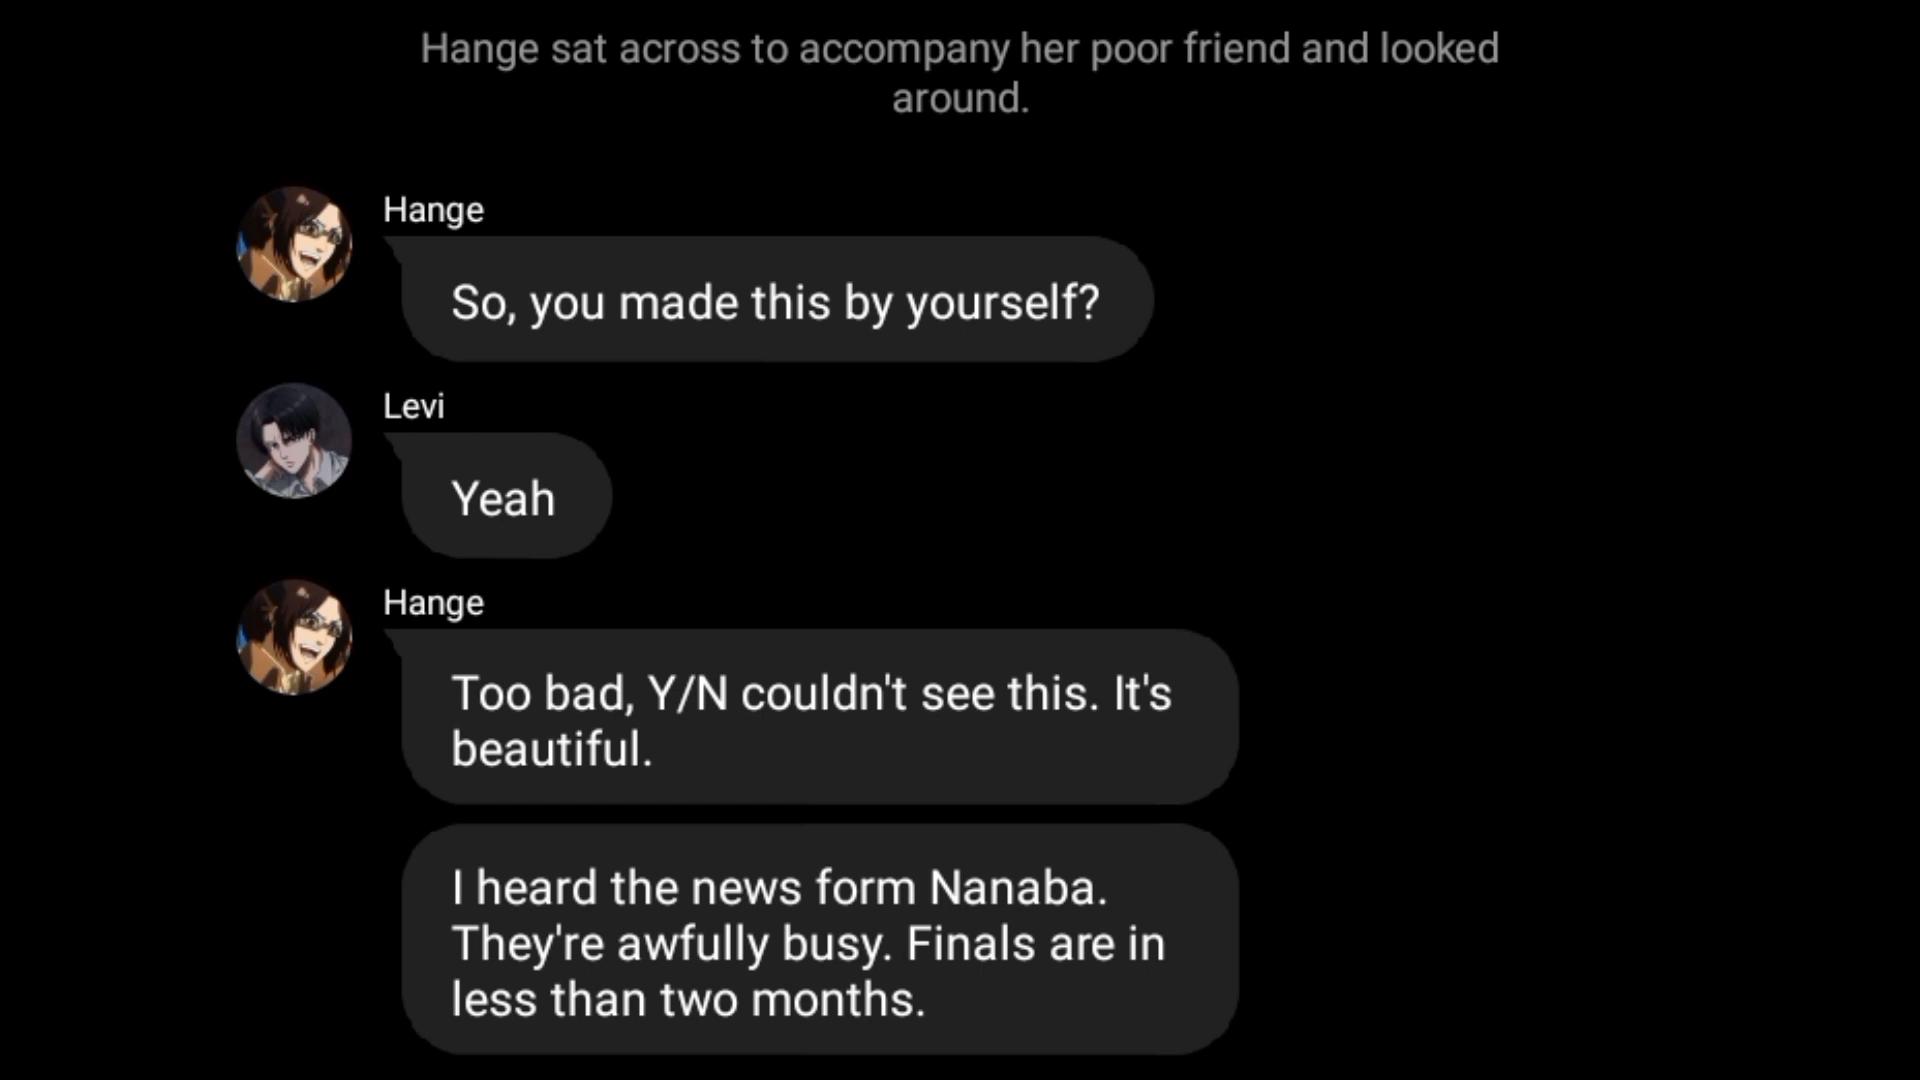 Hange sat across to accompany her poor friend and looked
around.
Hange
So, you made this by yourself?
Levi
Yeah
Hange
Too bad, Y/N couldn't see this. It's
beautiful.
I heard the news form Nanaba.
They're awfully busy. Finals are in
less than two months.